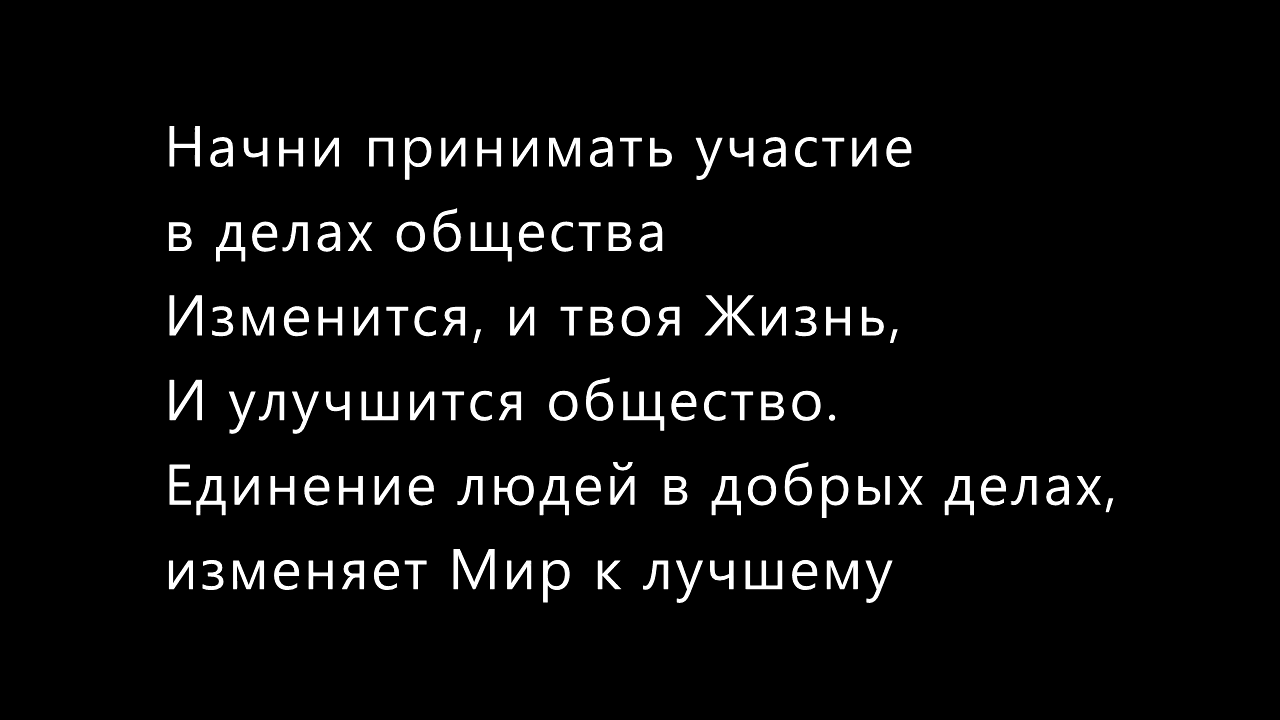 Начни принимать участие
в делах общества
Изменится, и твоя Жизнь,
И улучшится общество.
Единение людей в добрых делах,
изменяет Мир к лучшему